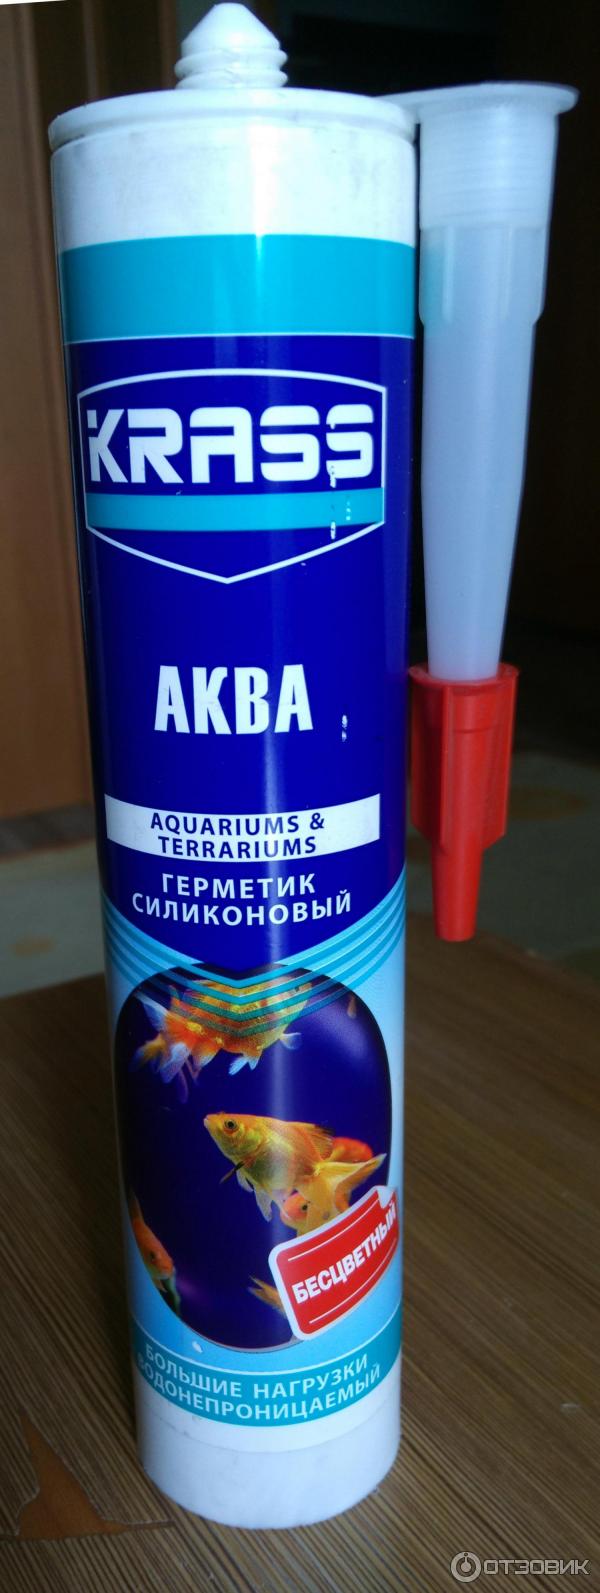 KRASS
АКВА
AQUARIUMS &
TERRARIUMS
ГЕРМЕТИК
СИЛИКОНОВЫЙ
БЕСЦВЕТНЫЙ
БОЛЬШИЕ НАГРУЗКИ
ВОДОНЕПРОНИЦАЕМЫЙ
ОТЗОВИК